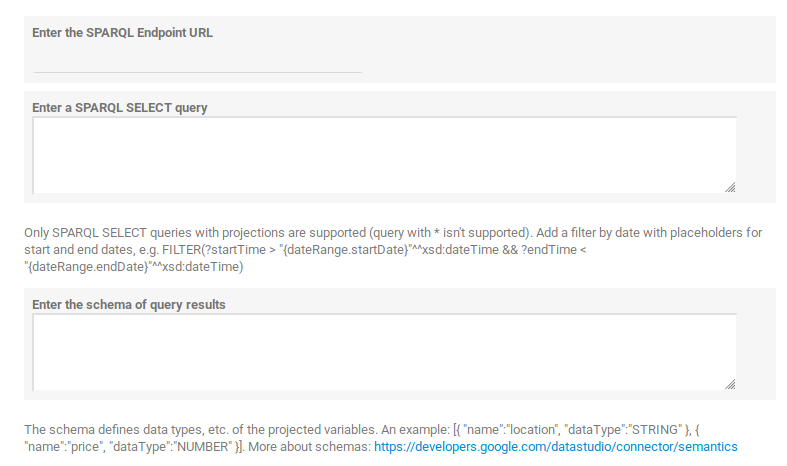 Enter the SPARQL Endpoint URL
Enter a SPARQL SELECT query
Only SPARQL SELECT queries with projections are supported (query with * isn't supported). Add a filter by date with placeholders for
start and end dates, e.g. FILTER(?startTime > "{dateRange.startDate}"^^xsd:dateTime && ?endTime <
"{dateRange.endDate}"^^xsd:dateTime)
Enter the schema of query results
The schema defines data types, etc. of the projected variables. An example: [{ "name":"location", "dataType":"STRING" }, {
"name":"price", "dataType":"NUMBER" }]. More about schemas: https://developers.google.com/datastudio/connector/semantics